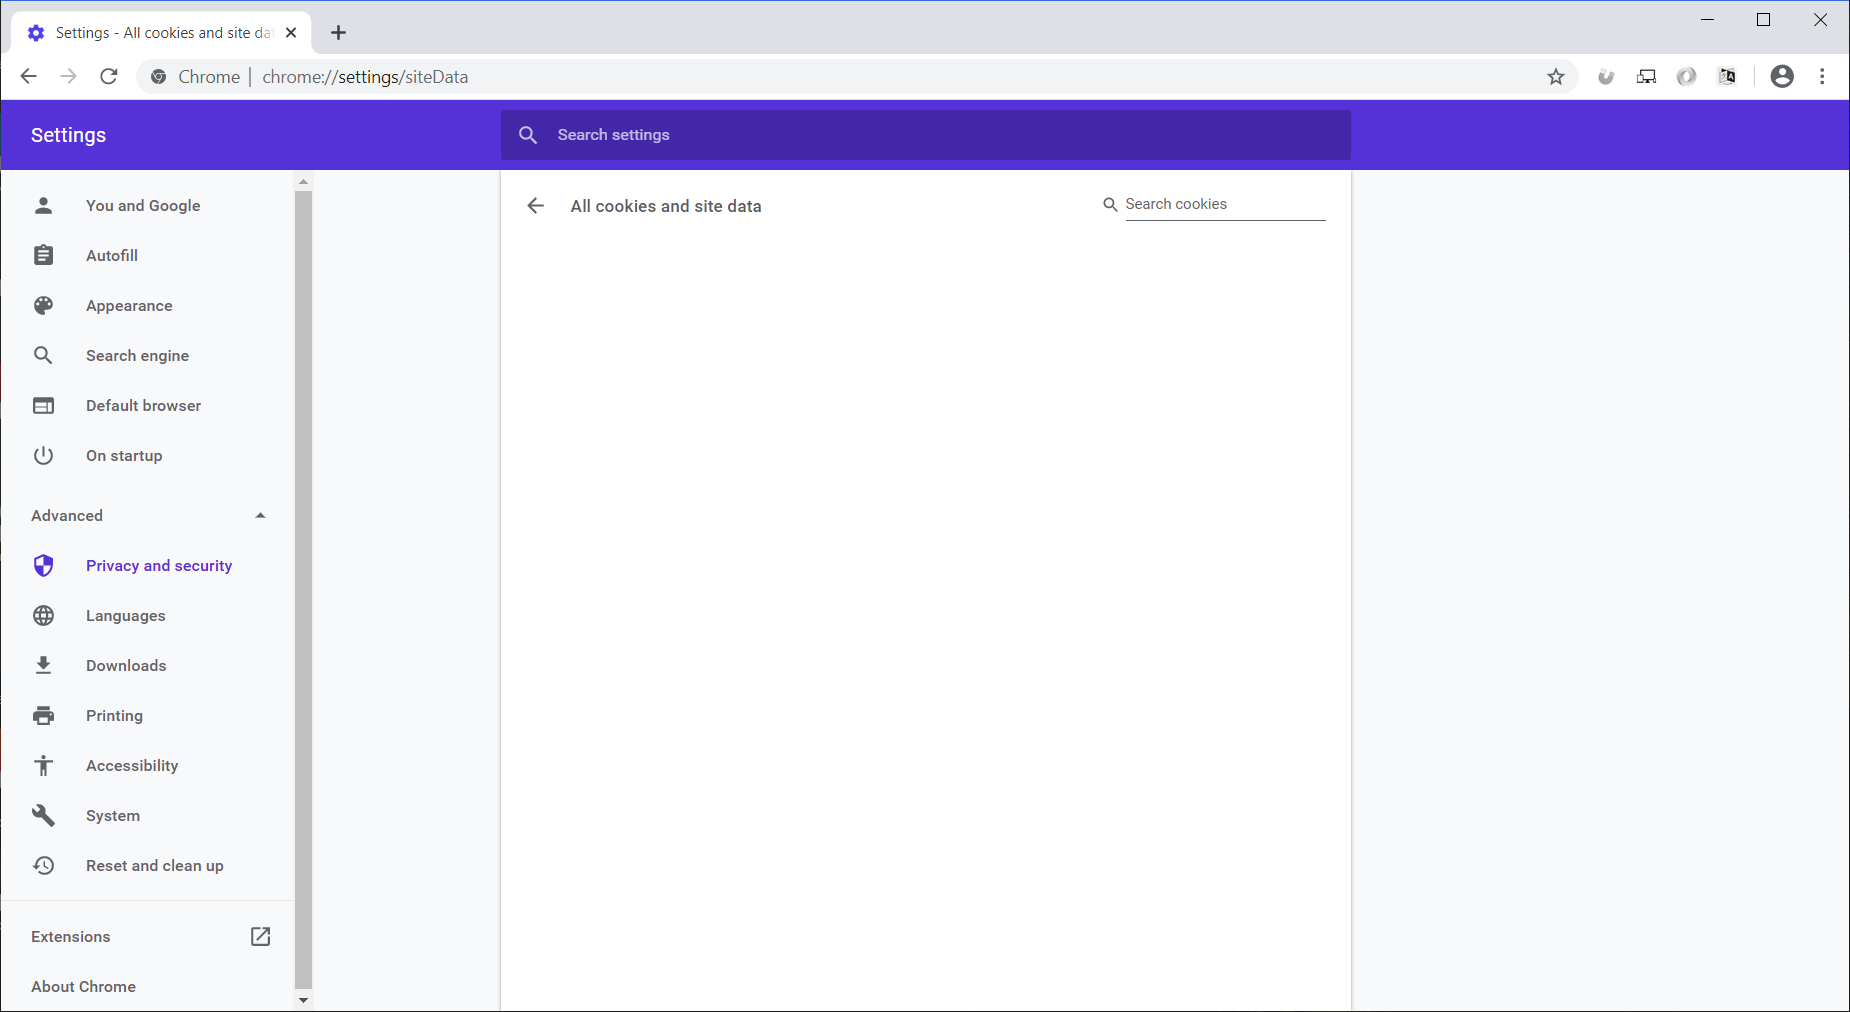 Settings - All cookies and site da
Chrome | chrome://settings/siteData
Settings
Search settings
You and Google
Autofill
Appearance
Search engine
Default browser
On startup
Advanced
Privacy and security
Languages
Downloads
Printing
Accessibility
System
Reset and clean up
Extensions
About Chrome
All cookies and site data
Search cookies